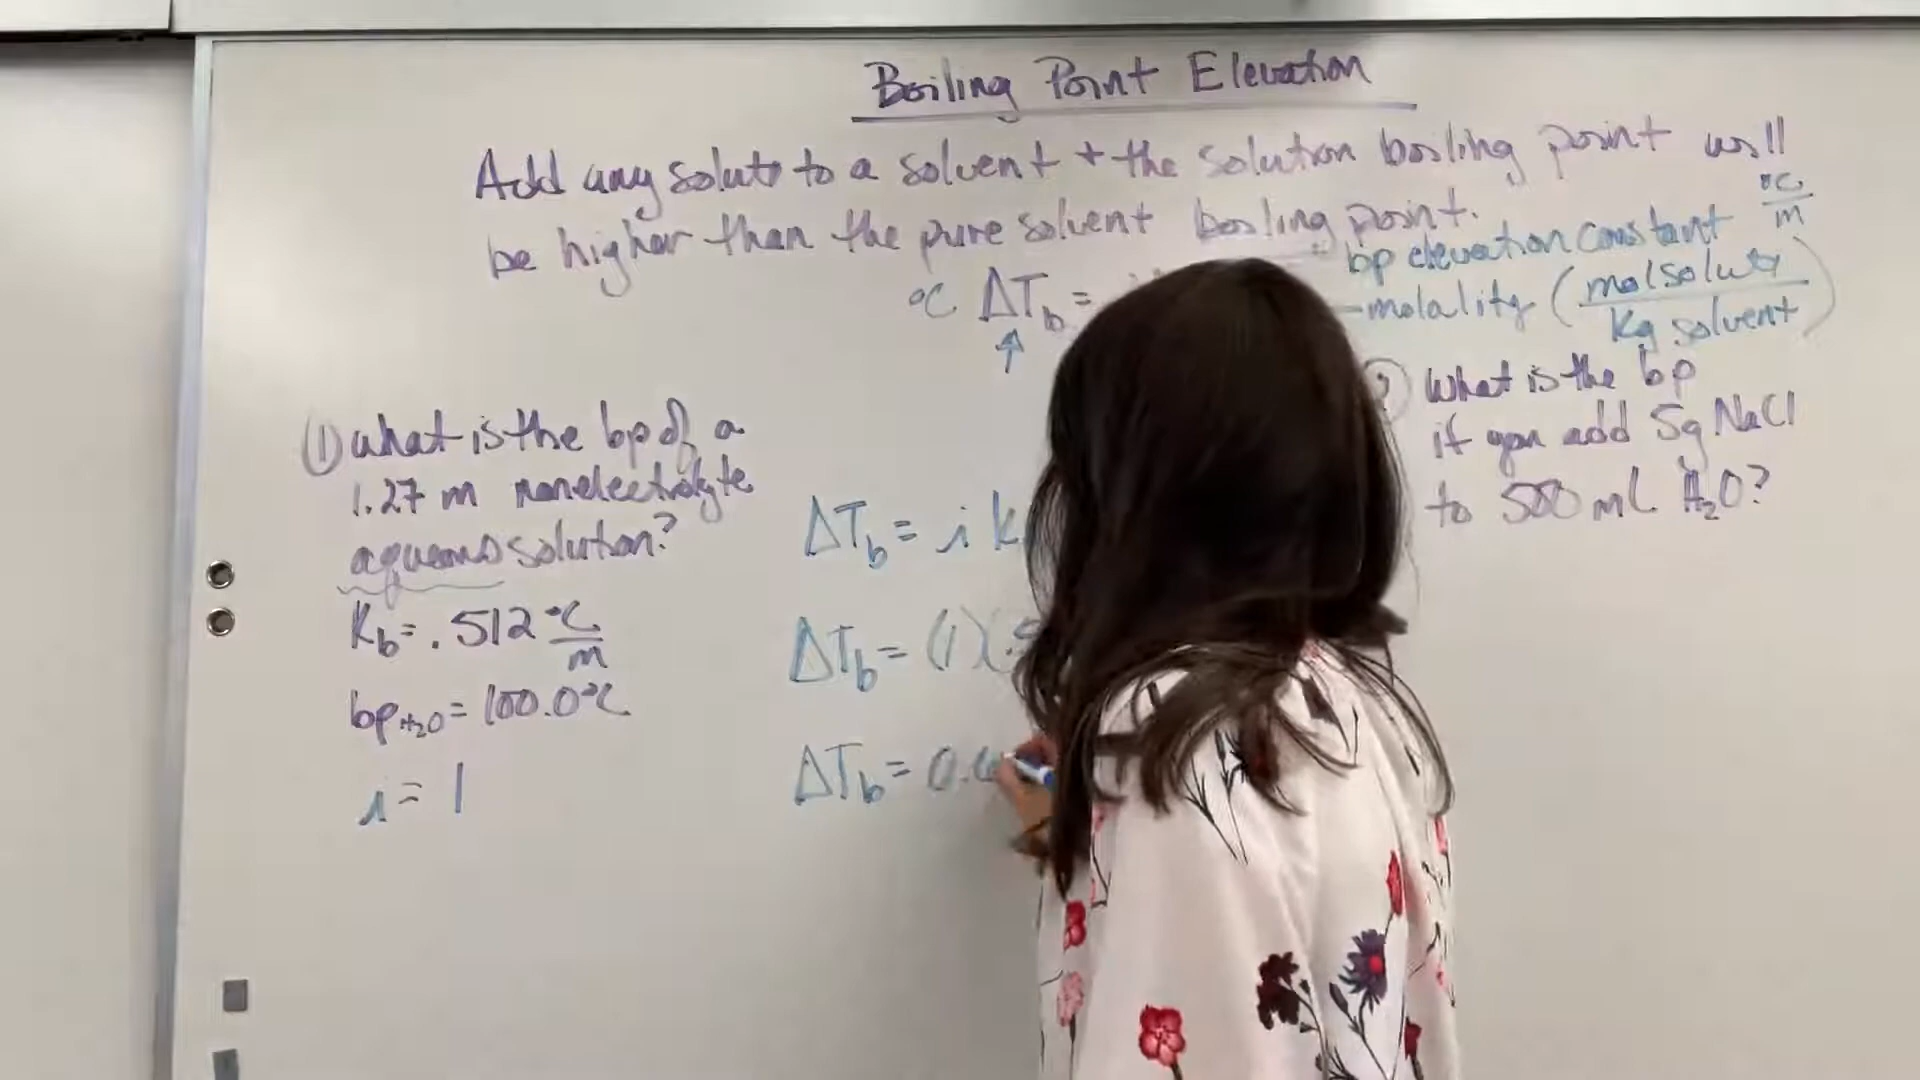 Boiling Point Elevation
Add any solute to a solvent + the solution boiling point will
be higher than the pure solvent boiling point.
°C ΔTb =
bp elevation constant °C/m
molality (mol solute/kg solvent)
① What is the bp of a
1.27 m nonelectrolyte
aqueous solution?
Kb = .512 °C/m
bpH₂O = 100.0°C
i = 1
ΔTb = i k
ΔTb = (1)(.5
ΔTb = 0.
What is the bp
if you add 5g NaCl
to 500 mL H₂O?